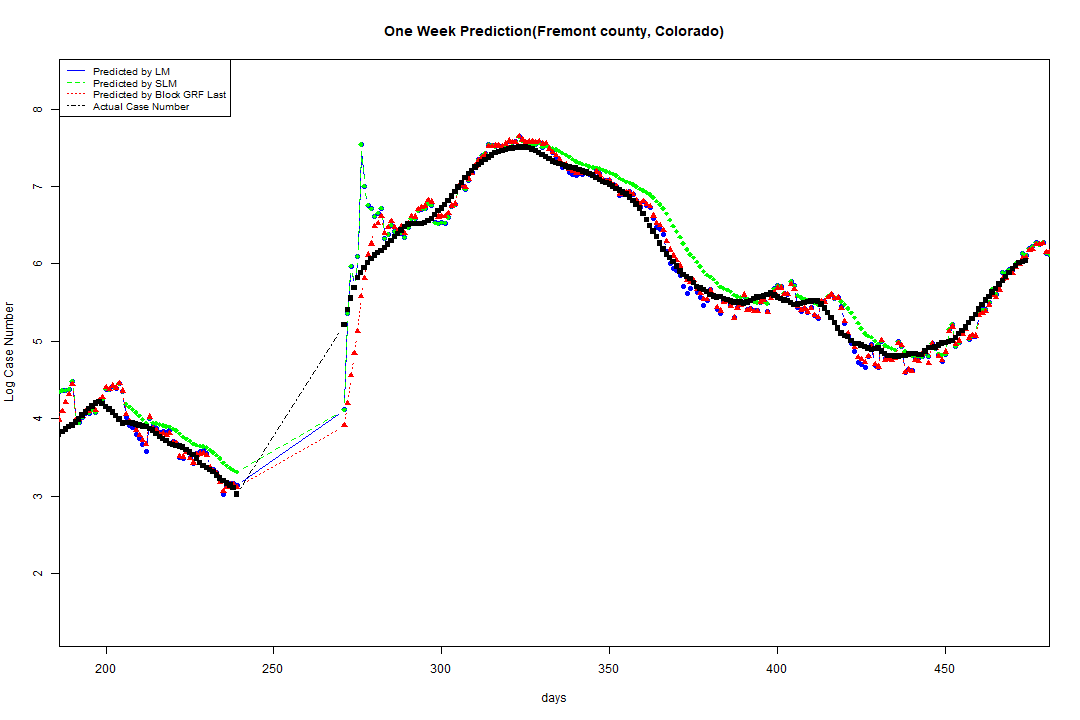 One Week Prediction(Fremont county, Colorado)
Predicted by LM
Predicted by SLM
Predicted by Block GRF Last
Actual Case Number
Log Case Number
8
7
6
5
4
3
2
200 250 300 350 400 450
days